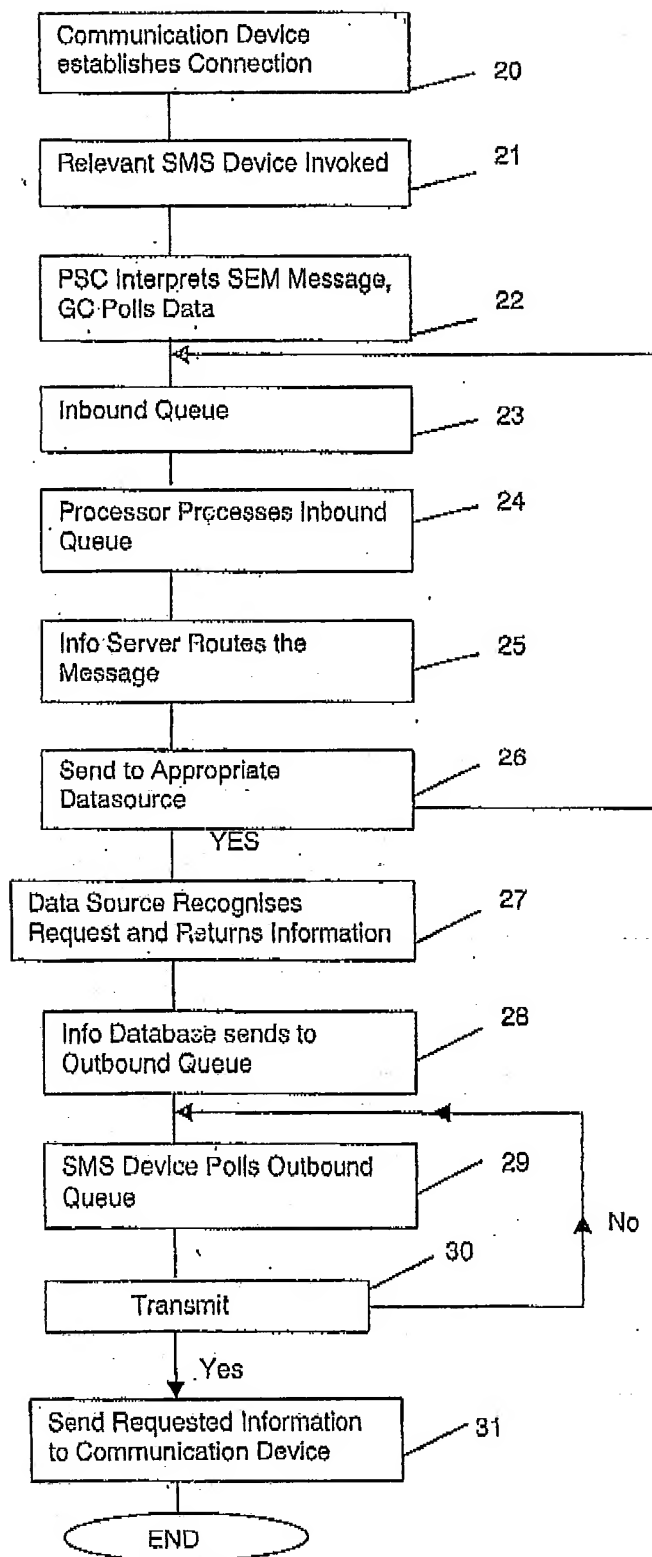 Communication Device
establishes Connection
20
Relevant SMS Device Invoked
21
PSC Interprets SEM Message,
GC Polls Data
22
Inbound Queue
23
Processor Processes Inbound
Queue
24
Info Server Routes the
Message
25
Send to Appropriate
Datasource
26
YES
Data Source Recognises
Request and Returns Information
27
Info Database sends to
Outbound Queue
28
SMS Device Polls Outbound
Queue
29
No
30
Transmit
Yes
Send Requested Information
to Communication Device
31
END